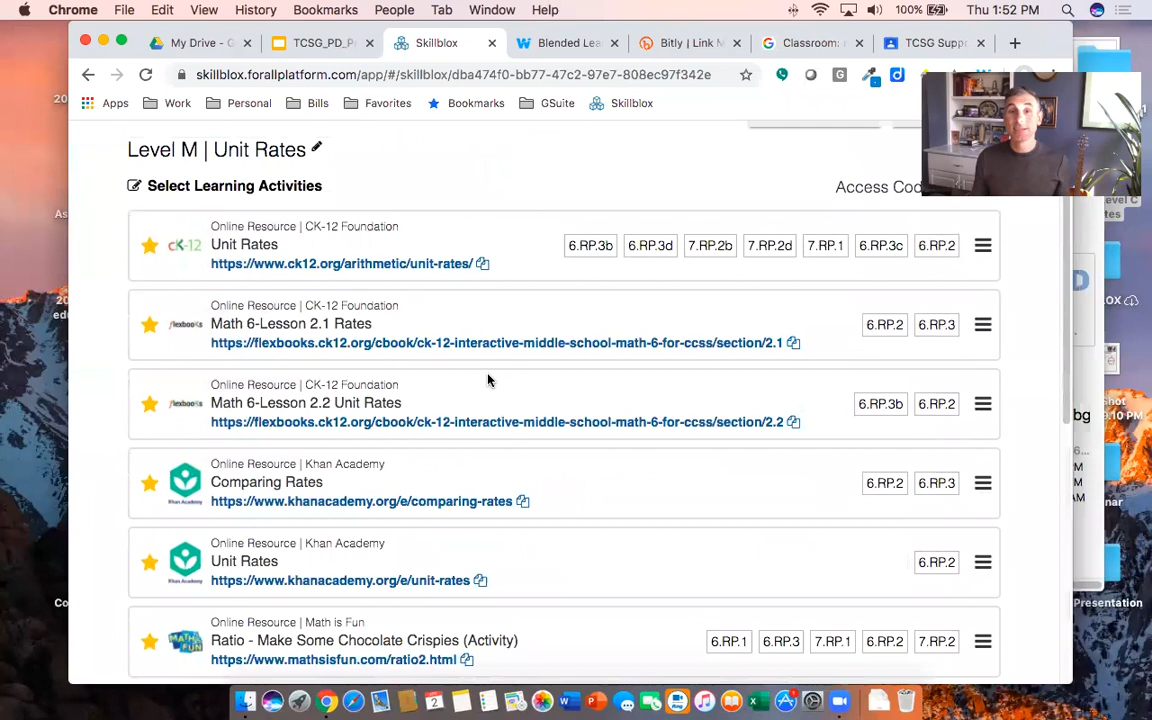 Chrome File Edit View History Bookmarks People Tab Window Help 100% Thu 1:52 PM
My Drive - G TCSG_PD_P Skillblox Blended Lea Bitly | Link M Classroom: TCSG Supp
skillblox.forallplatform.com/app/#/skillblox/dba474f0-bb77-47c2-97e7-808ec97f342e
Apps Work Personal Bills Favorites Bookmarks GSuite Skillblox
Level M | Unit Rates
Select Learning Activities
Access Cod
Online Resource | CK-12 Foundation
cK-12 Unit Rates 6.RP.3b 6.RP.3d 7.RP.2b 7.RP.2d 7.RP.1 6.RP.3c 6.RP.2
https://www.ck12.org/arithmetic/unit-rates/
Online Resource | CK-12 Foundation
flexbooks Math 6-Lesson 2.1 Rates 6.RP.2 6.RP.3
https://flexbooks.ck12.org/cbook/ck-12-interactive-middle-school-math-6-for-ccss/section/2.1
Online Resource | CK-12 Foundation
flexbooks Math 6-Lesson 2.2 Unit Rates 6.RP.3b 6.RP.2
https://flexbooks.ck12.org/cbook/ck-12-interactive-middle-school-math-6-for-ccss/section/2.2
Online Resource | Khan Academy
Comparing Rates 6.RP.2 6.RP.3
https://www.khanacademy.org/e/comparing-rates
Khan Academy
Online Resource | Khan Academy
Unit Rates 6.RP.2
https://www.khanacademy.org/e/unit-rates
Khan Academy
Online Resource | Math is Fun
Ratio - Make Some Chocolate Crispies (Activity) 6.RP.1 6.RP.3 7.RP.1 6.RP.2 7.RP.2
https://www.mathsisfun.com/ratio2.html
Presentation